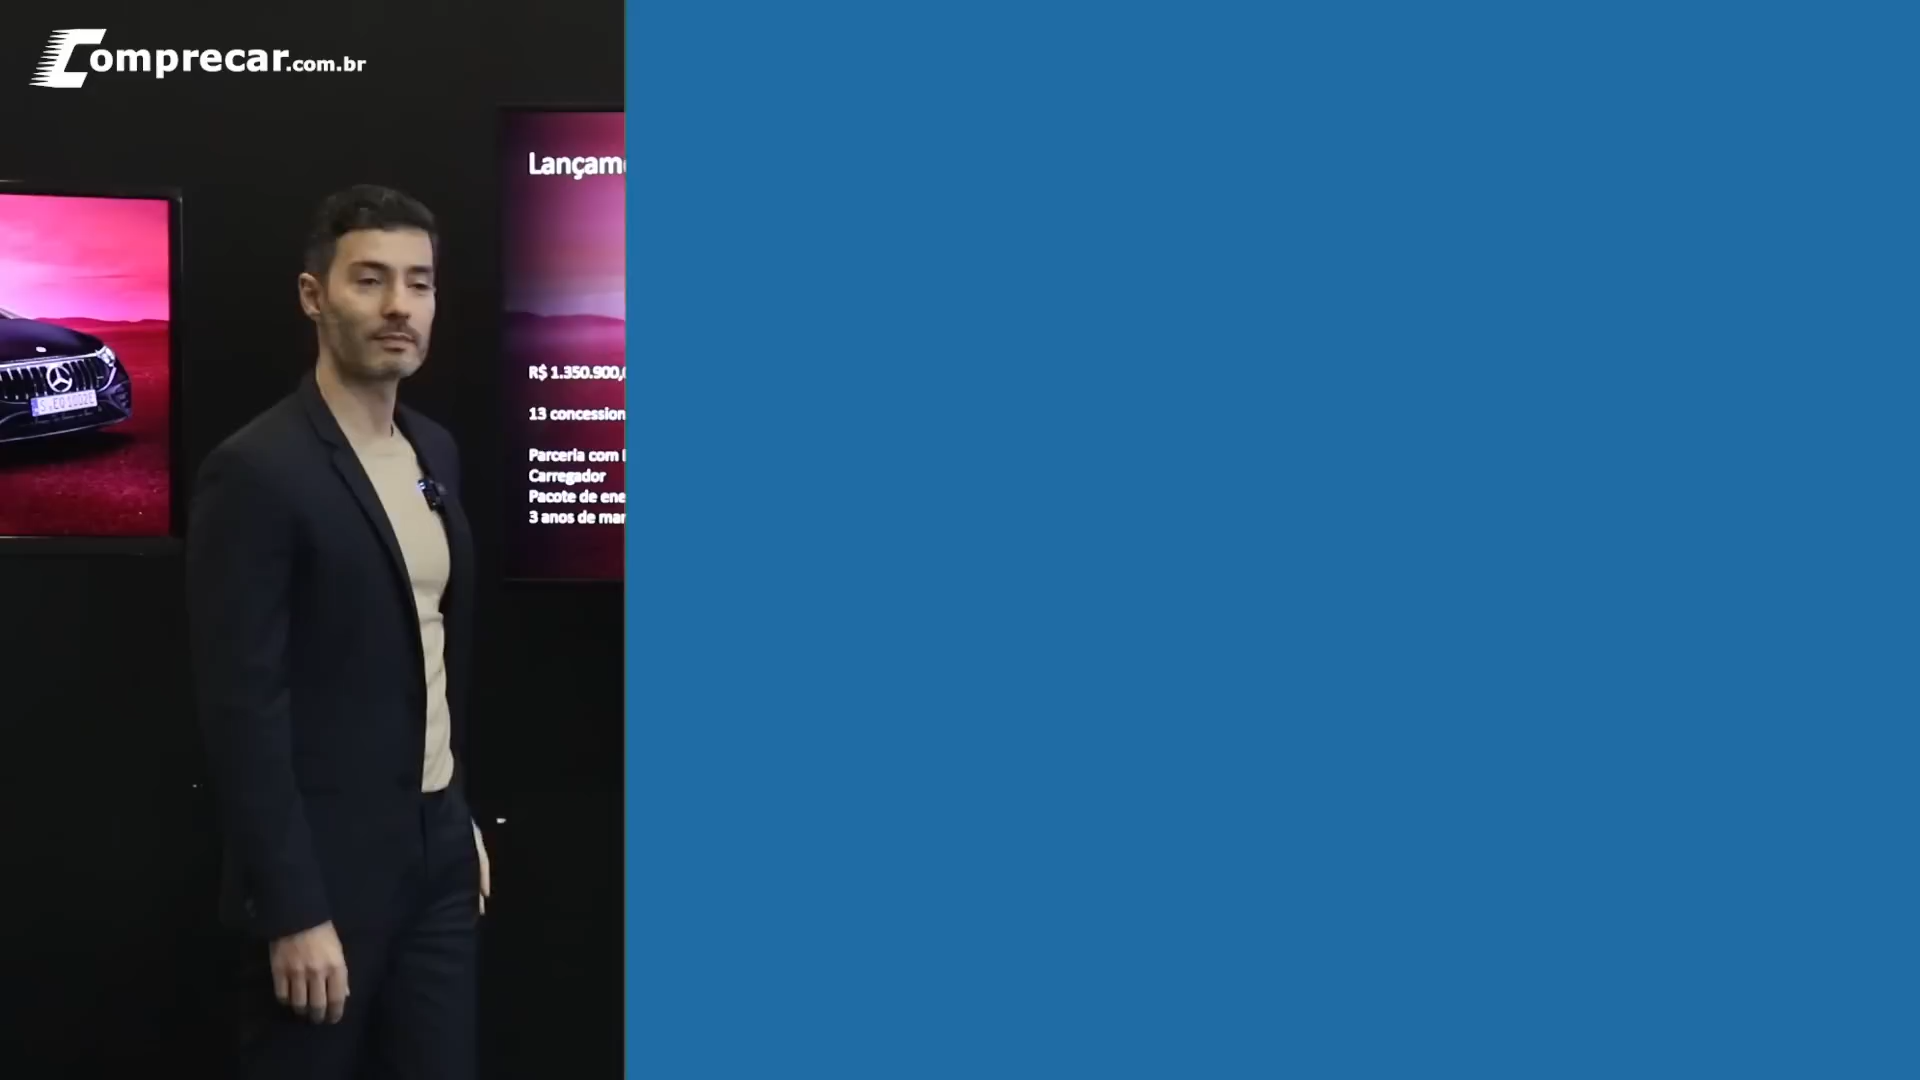 Comprecar.com.br
Lançam
R$ 1.350.900,
13 concession
Parceria com
Carregador
Pacote de ene
3 anos de mar
S EQ 1002E